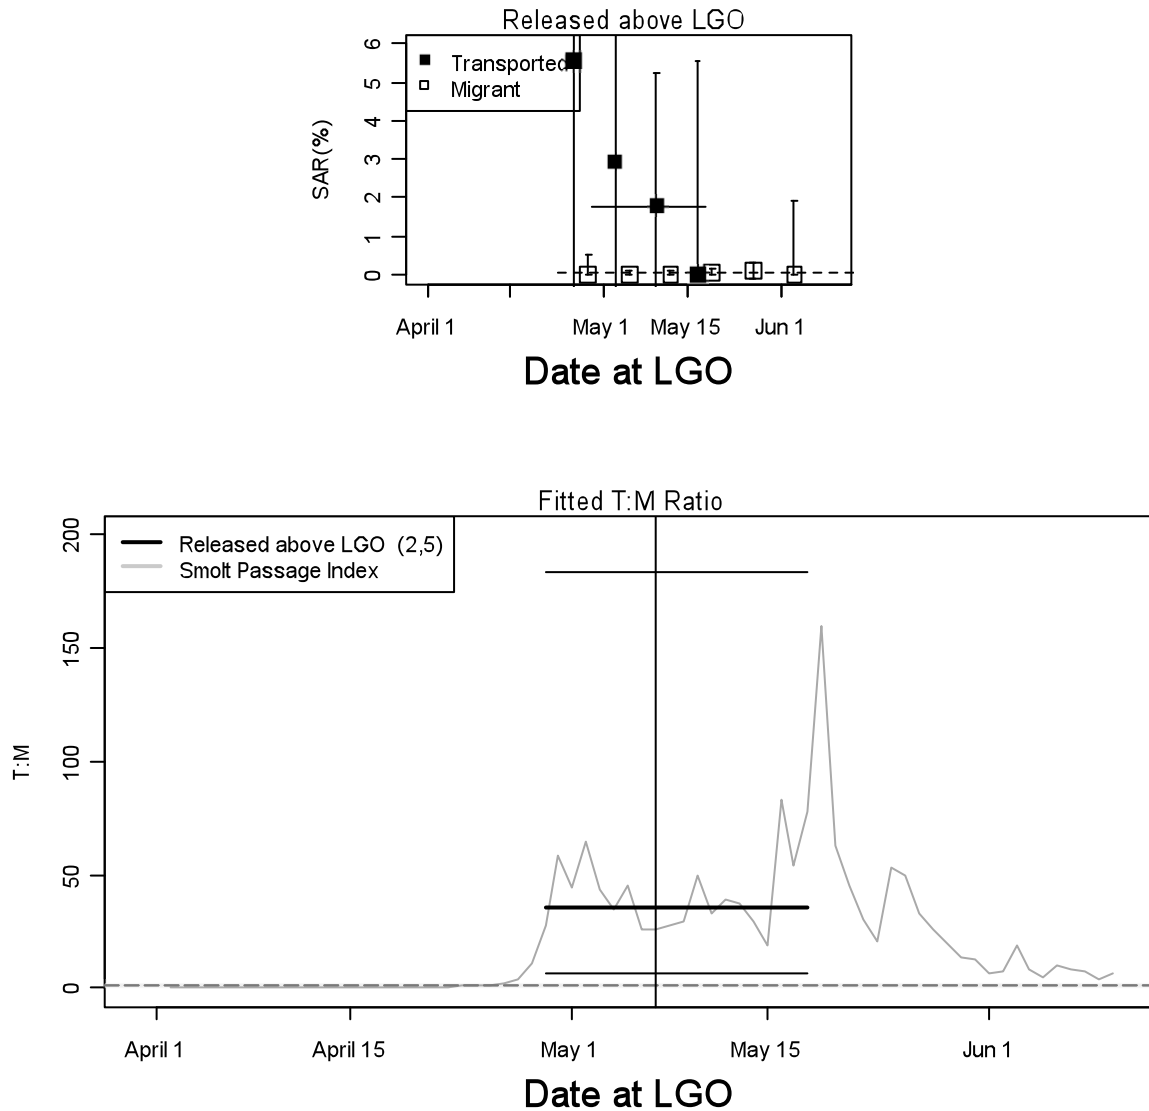 Released above LGO
Transported
Migrant
SAR(%)
6
5
4
3
2
1
0
April 1 May 1 May 15 Jun 1
Date at LGO
Fitted T:M Ratio
Released above LGO (2,5)
Smolt Passage Index
T:M
200
150
100
50
0
April 1 April 15 May 1 May 15 Jun 1
Date at LGO